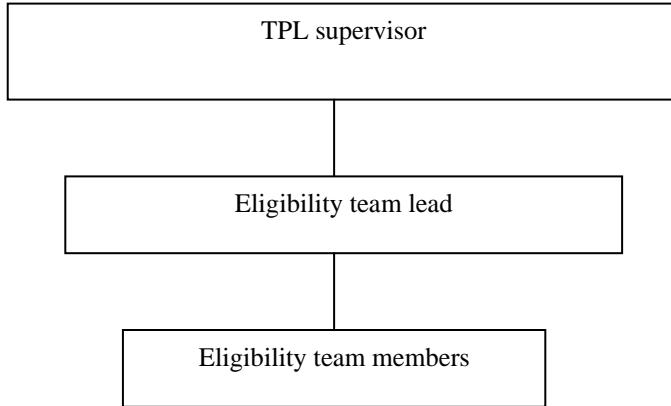 TPL supervisor
Eligibility team lead
Eligibility team members